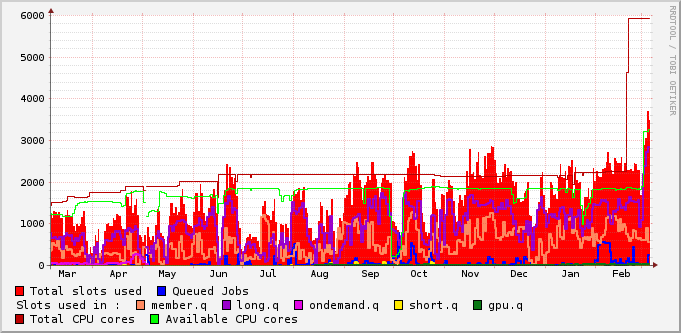 6000
5000
4000
3000
2000
1000
0
Mar Apr May Jun Jul Aug Sep Oct Nov Dec Jan Feb
RRDTOOL / TOBI OETIKER
Total slots used Queued Jobs
Slots used in : member.q long.q ondemand.q short.q gpu.q
Total CPU cores Available CPU cores